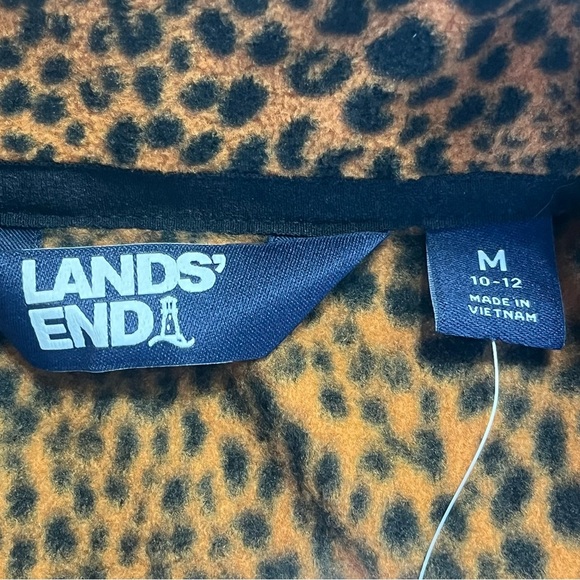 LANDS'
END
M
10-12
MADE IN
VIETNAM